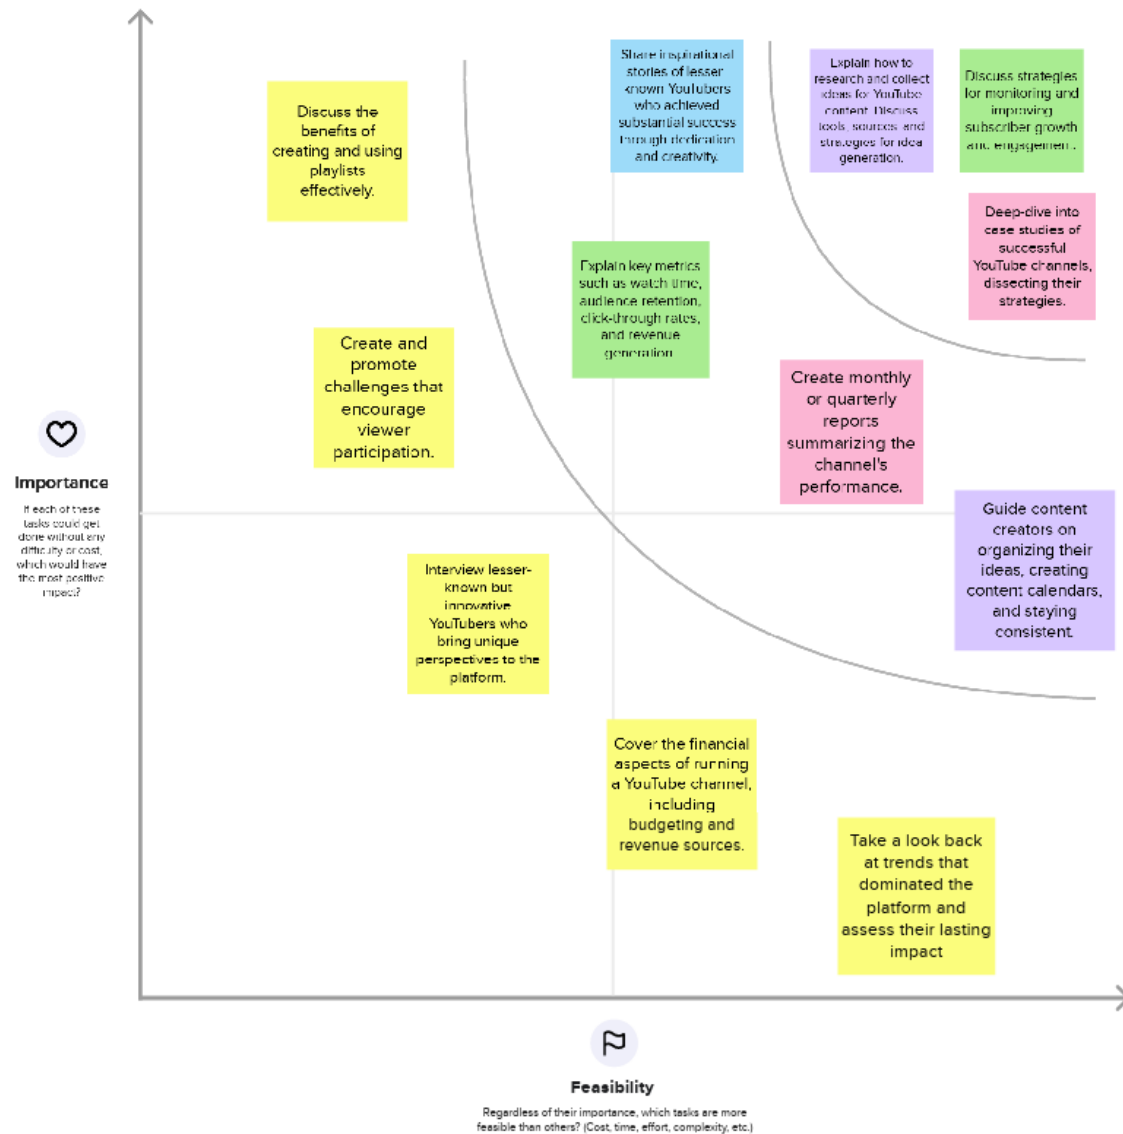 Share inspirational
stories of lesser
known YouTubers
who achieved
substantial success
through dedication
and creativity.
Explain how to
research and collect
ideas for YouTube
content. Discuss
tools, sources, and
strategies for idea
generation.
Discuss strategies
for monitoring and
improving
subscriber growth
and engagement.
Discuss the
benefits of
creating and using
playlists
effectively.
Deep-dive into
case studies of
successful
YouTube channels,
dissecting their
strategies.
Explain key metrics
such as watch time,
audience retention,
click-through rates,
and revenue
generation
Create and
promote
challenges that
encourage
viewer
participation.
Create monthly
or quarterly
reports
summarizing the
channel's
performance.
Importance
If each of these
tasks could get
done without any
difficulty or cost,
which would have
the most positive
impact?
Guide content
creators on
organizing their
ideas, creating
content calendars,
and staying
consistent.
Interview lesser-
known but
innovative
YouTubers who
bring unique
perspectives to the
platform.
Cover the financial
aspects of running
a YouTube channel,
including
budgeting and
revenue sources.
Take a look back
at trends that
dominated the
platform and
assess their lasting
impact
Feasibility
Regardless of their importance, which tasks are more
feasible than others? (Cost, time, effort, complexity, etc.)